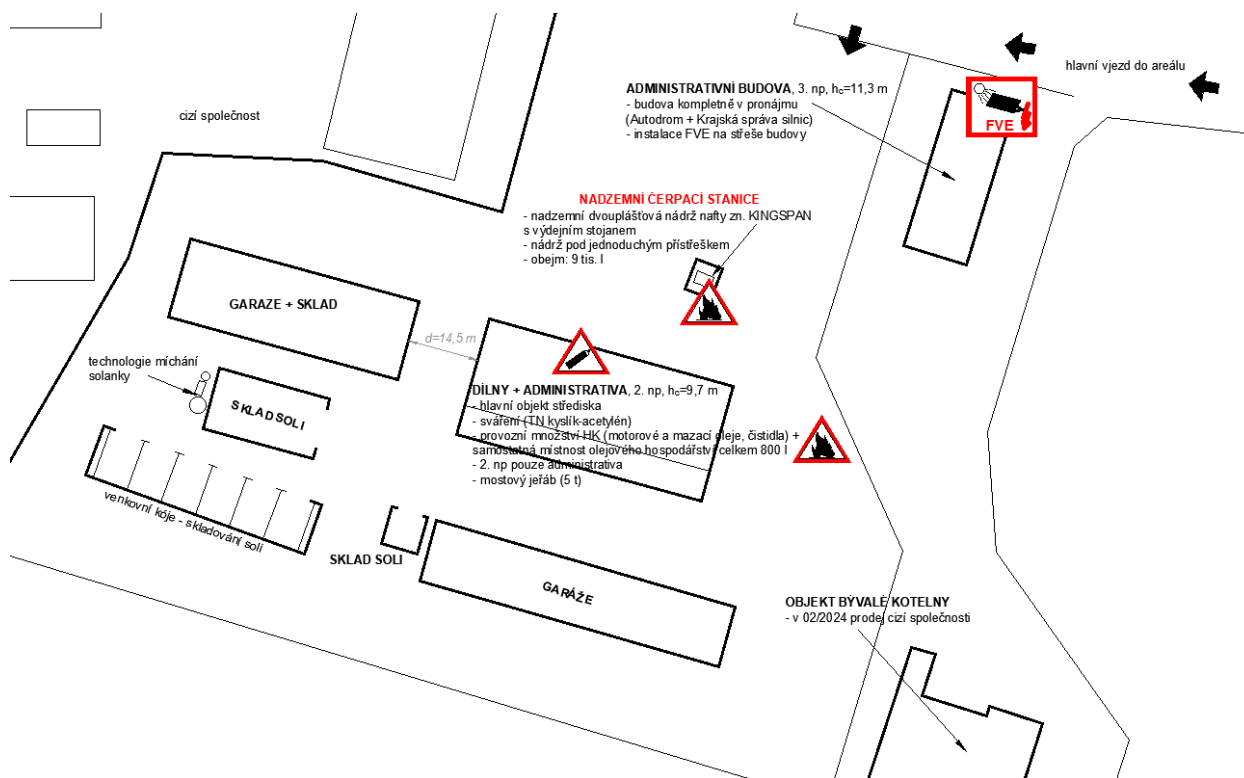 hlavní vjezd do areálu
ADMINISTRATIVNÍ BUDOVA, 3. np, hc=11,3 m
- budova kompletně v pronájmu
(Autodrom + Krajská správa silnic)
- instalace FVE na střeše budovy
FVE
cizí společnost
NADZEMNÍ ČERPACÍ STANICE
- nadzemní dvouplášťová nádrž nafty zn. KINGSPAN
s výdejním stojanem
- nádrž pod jednoduchým přístřeškem
- obejm: 9 tis. l
GARAZE + SKLAD
d=14,5 m
technologie míchání
solanky
SKLAD SOLI
DÍLNY + ADMINISTRATIVA, 2. np, hc=9,7 m
- hlavní objekt střediska
- sváření (TN kyslík-acetylén)
- provozní množství HK (motorové a mazací oleje, čistidla) +
samostatná místnost olejového hospodářství celkem 800 l
- 2. np pouze administrativa
- mostový jeřáb (5 t)
venkovní kóje - skladování soli
SKLAD SOLI
GARÁŽE
OBJEKT BÝVALÉ KOTELNY
- v 02/2024 prodej cizí společnosti